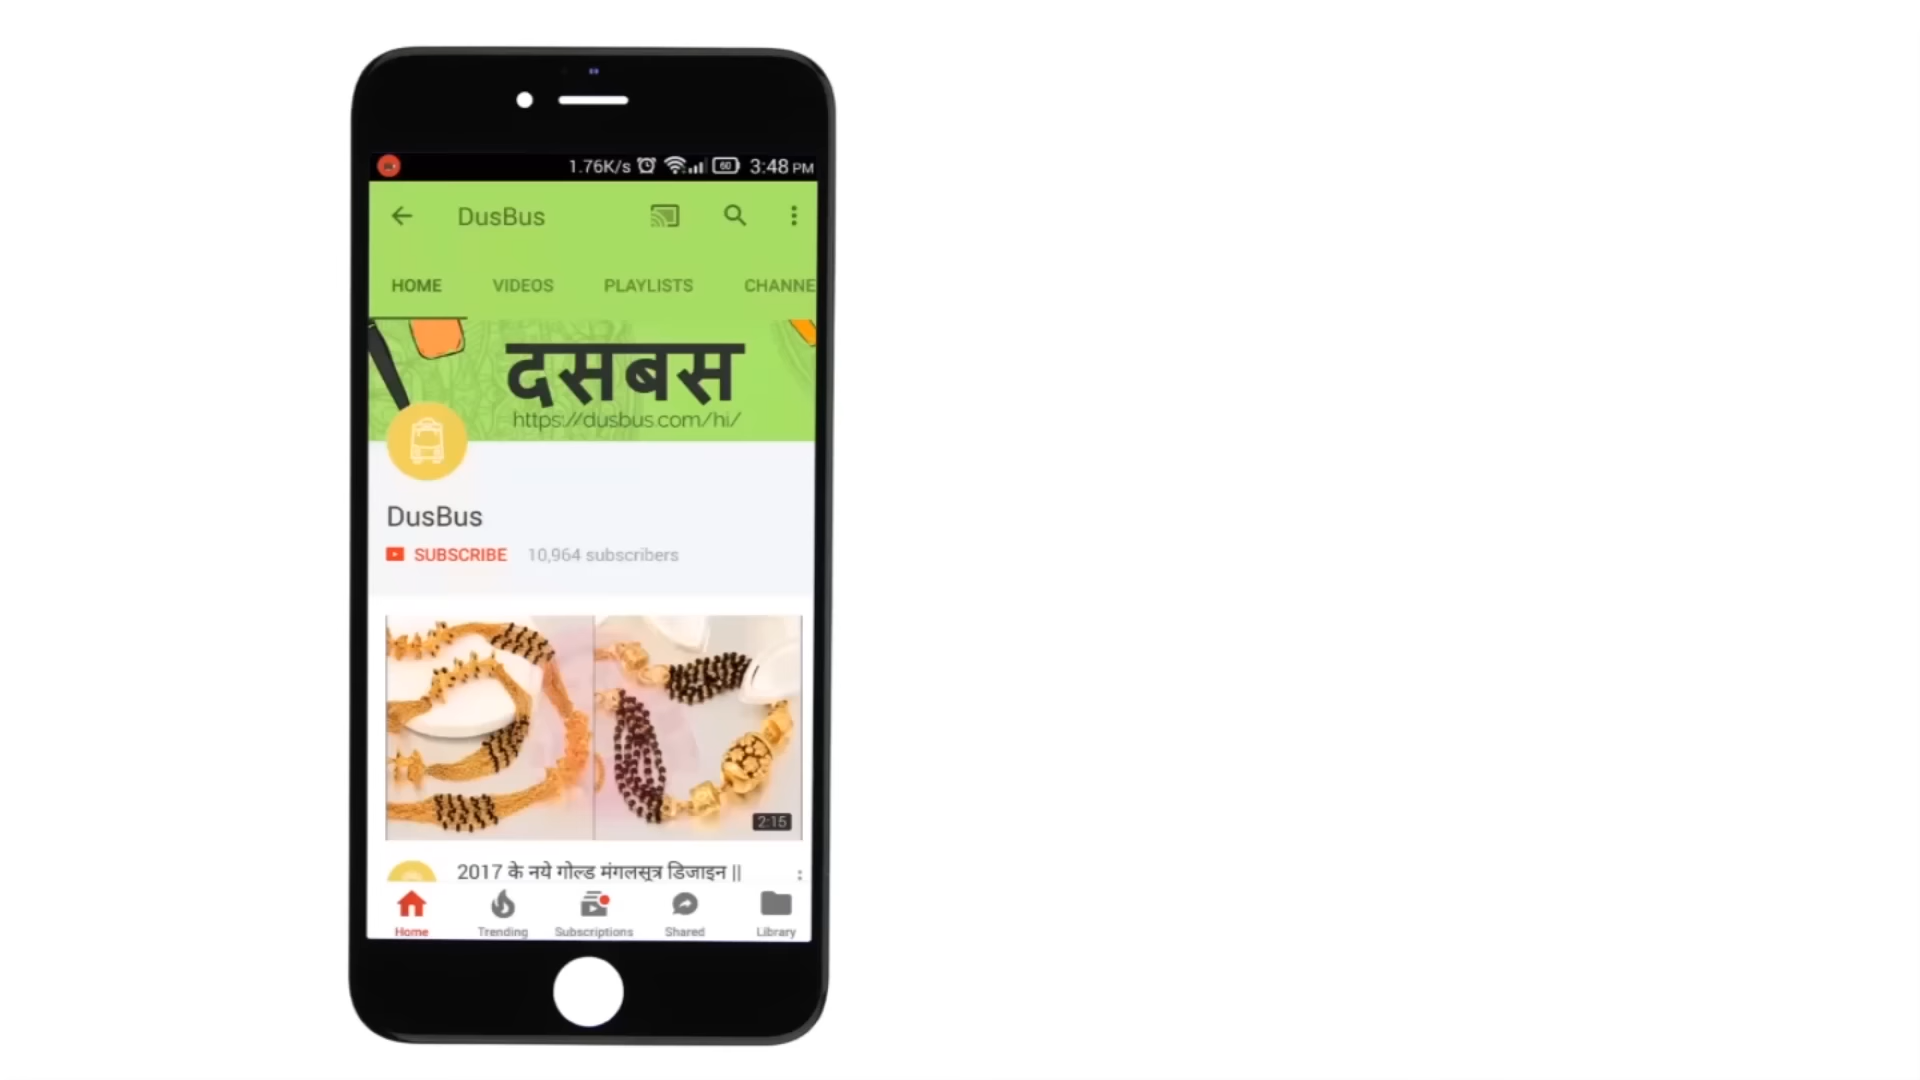 1.76K/s 60 3:48 PM
DusBus
HOME VIDEOS PLAYLISTS CHANNE
दसबस
https://dusbus.com/hi/
DusBus
SUBSCRIBE 10,964 subscribers
2:15
2017 के नये गोल्ड मंगलसूत्र डिजाइन ||
Home Trending Subscriptions Shared Library